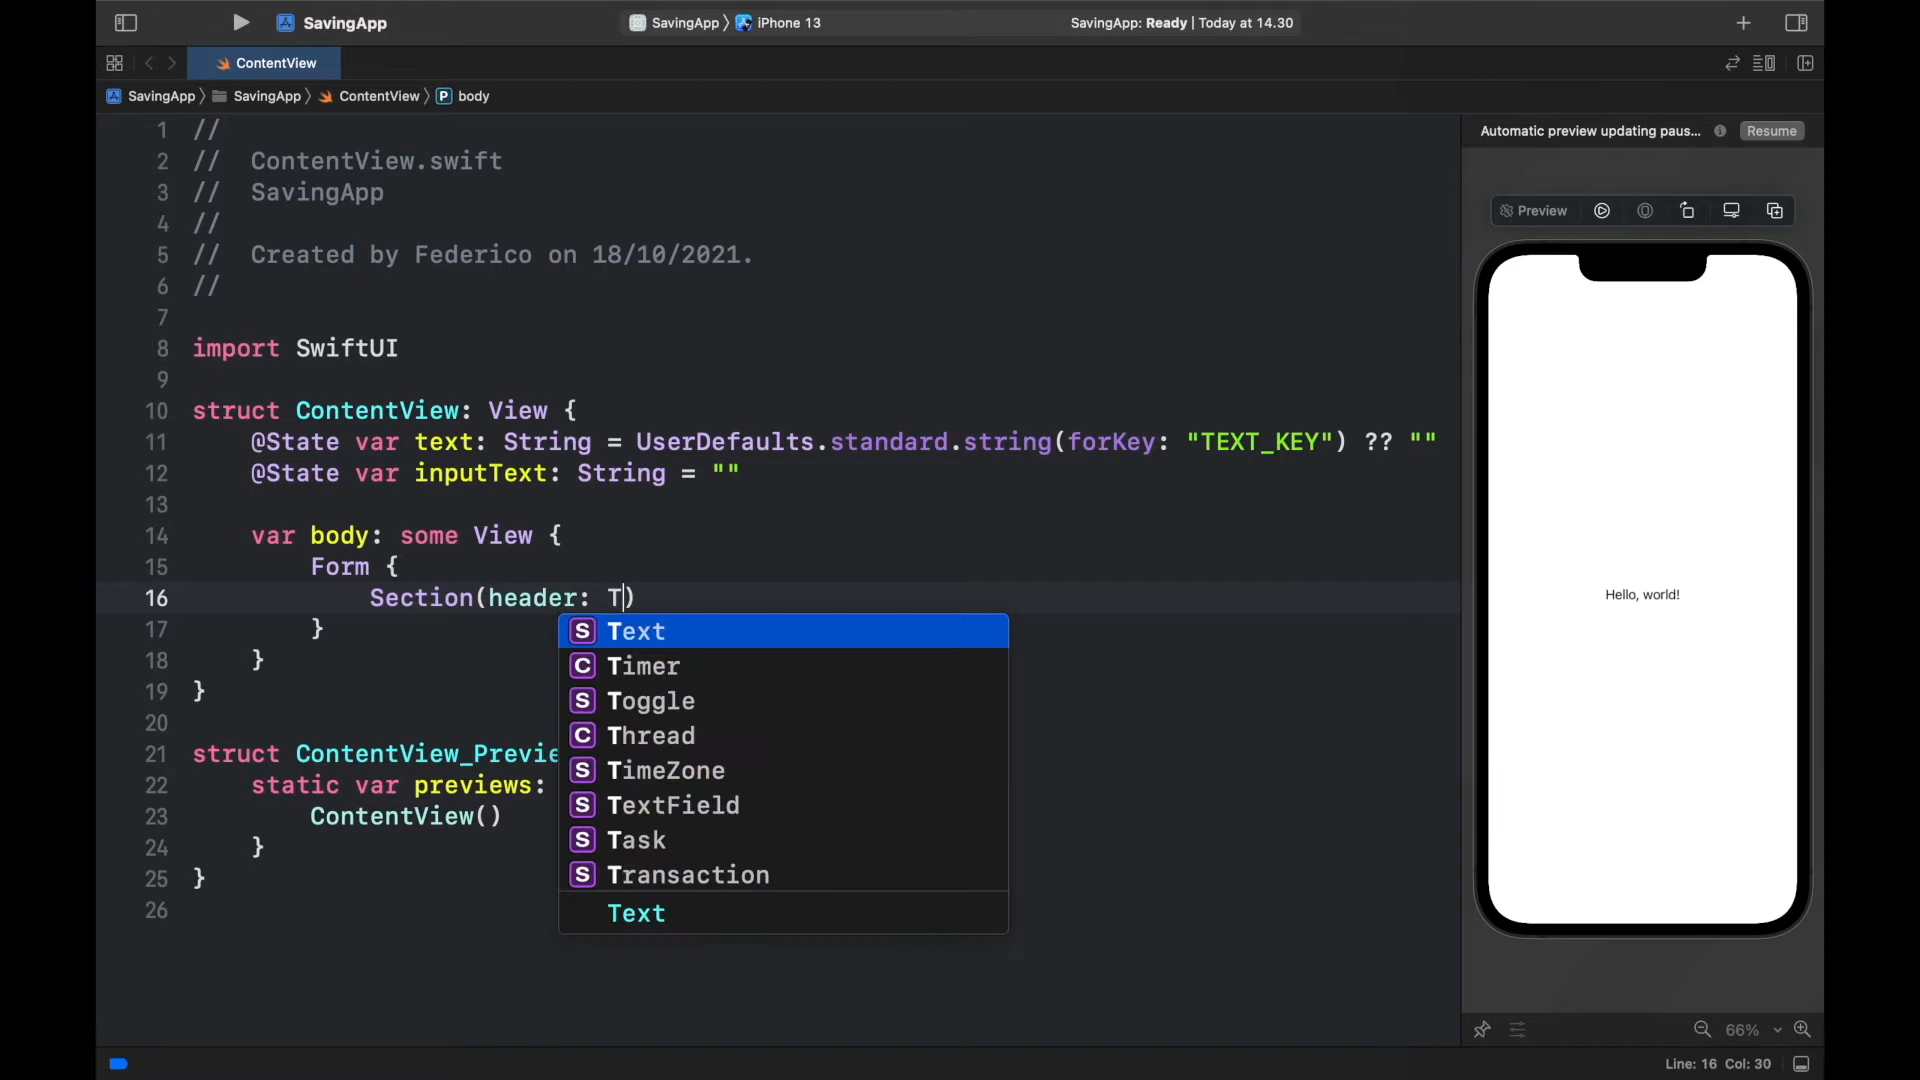 SavingApp
SavingApp 〉 iPhone 13
SavingApp: Ready | Today at 14.30
ContentView
SavingApp 〉 SavingApp 〉 ContentView 〉 P body
1 //
2 //  ContentView.swift
3 //  SavingApp
4 //
5 //  Created by Federico on 18/10/2021.
6 //
7
8 import SwiftUI
9
10 struct ContentView: View {
11     @State var text: String = UserDefaults.standard.string(forKey: "TEXT_KEY") ?? ""
12     @State var inputText: String = ""
13
14     var body: some View {
15         Form {
16             Section(header: T)
17         }
18     }
19 }
20
21 struct ContentView_Previe
22     static var previews:
23         ContentView()
24     }
25 }
26
S Text
C Timer
S Toggle
C Thread
S TimeZone
S TextField
S Task
S Transaction
Text
Automatic preview updating paus... Resume
Preview
Hello, world!
66%
Line: 16 Col: 30